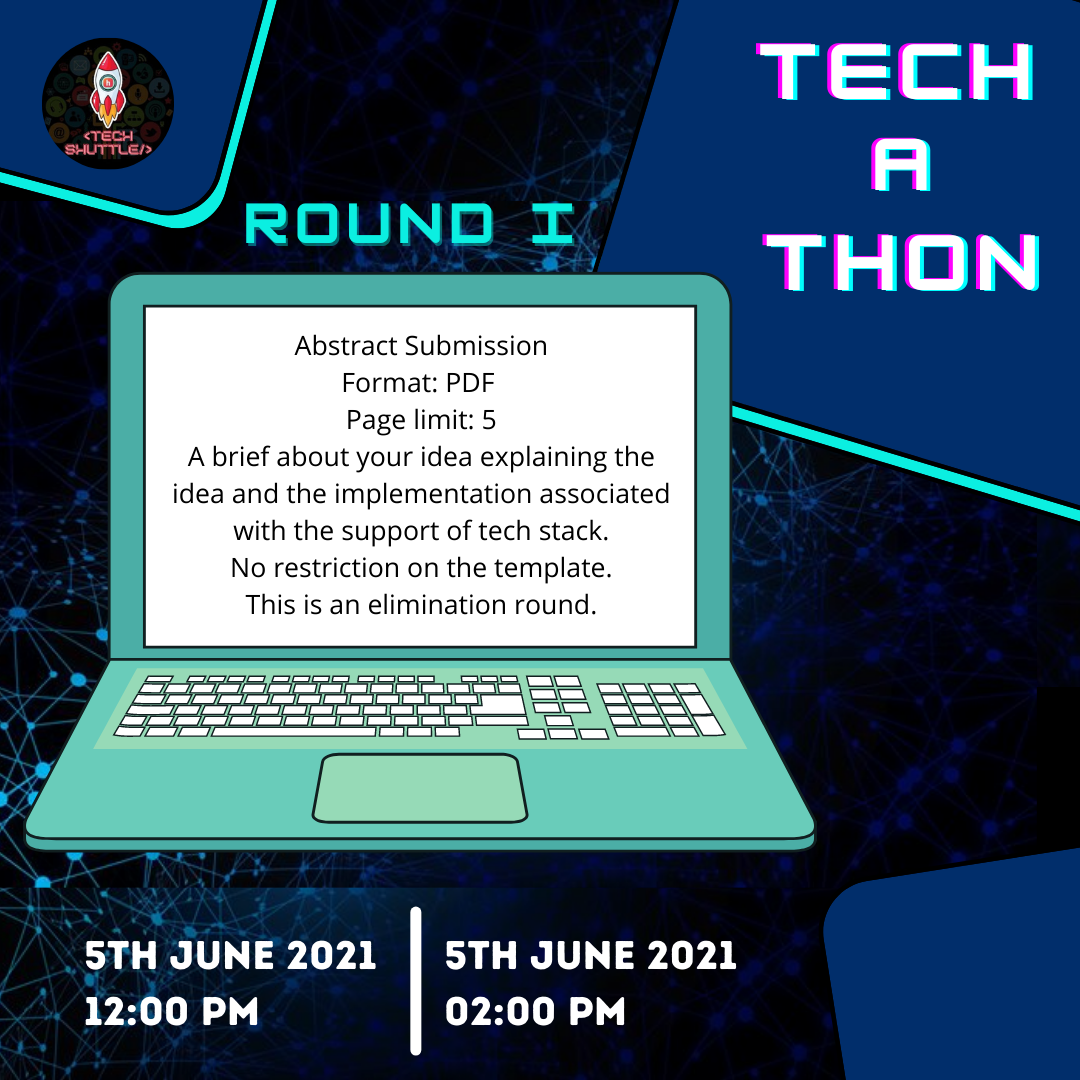 <TECH
SHUTTLE/>
TECH
A
THON
ROUND I
Abstract Submission
Format: PDF
Page limit: 5
A brief about your idea explaining the
idea and the implementation associated
with the support of tech stack.
No restriction on the template.
This is an elimination round.
5TH JUNE 2021
12:00 PM
5TH JUNE 2021
02:00 PM